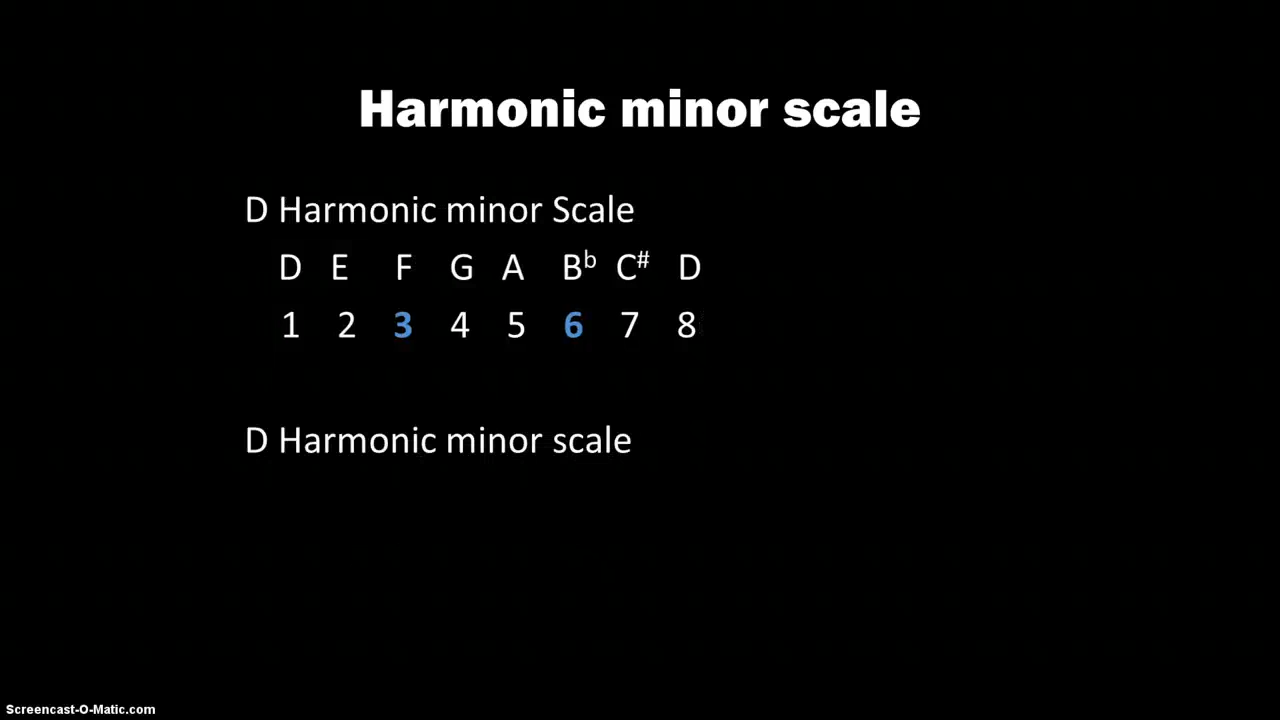 Harmonic minor scale
D Harmonic minor Scale
D E F G A Bᵇ C# D
1 2 3 4 5 6 7 8
D Harmonic minor scale
Screencast-O-Matic.com